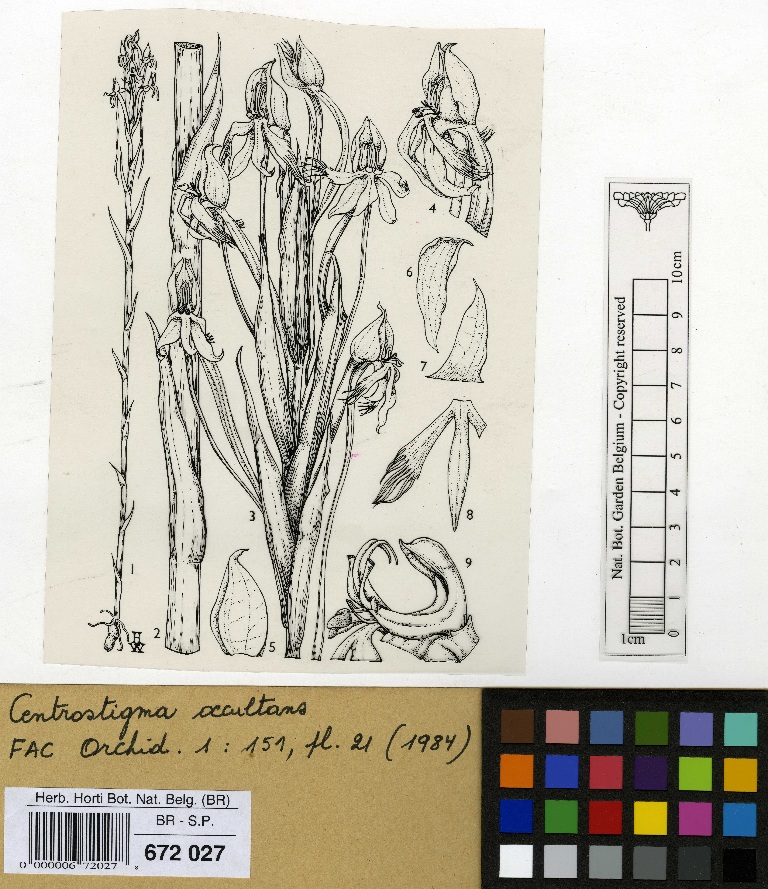 4
6
7
3
8
9
1
HW
2
5
10cm
9
8
7
6
5
4
3
2
1
0
1cm
Nat. Bot. Garden Belgium - Copyright reserved
Centrostigma occultans
FAC Orchid. 1 : 151, fl. 21 (1984)
Herb. Horti Bot. Nat. Belg. (BR)
BR - S.P.
672 027
0 000006 72027